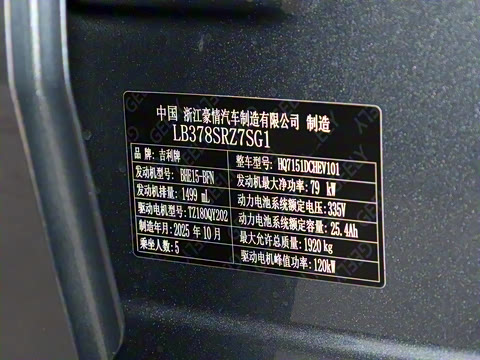 中国 浙江豪情汽车制造有限公司 制造
LB378SRZ7SG1
品牌：吉利牌 整车型号：HQ7151DCHEV101
发动机型号：BHE15-BFN 发动机最大净功率：79 kW
发动机排量：1499 mL 动力电池系统额定电压：335V
驱动电机型号：TZ180QY202 动力电池系统额定容量：25.4Ah
制造年月：2025 年 10 月 最大允许总质量：1920 kg
乘坐人数：5 驱动电机峰值功率：120kW